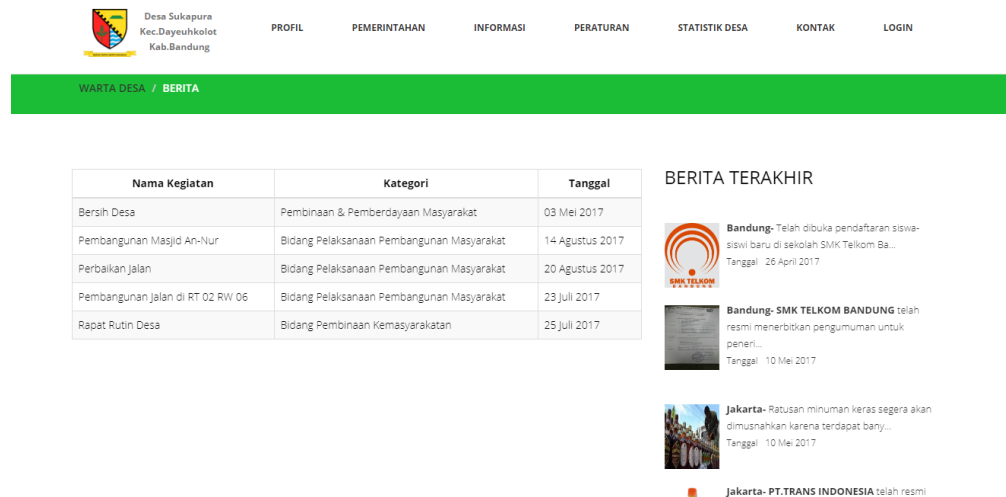 Desa Sukapura
Kec.Dayeuhkolot
Kab.Bandung
PROFIL PEMERINTAHAN INFORMASI PERATURAN STATISTIK DESA KONTAK LOGIN
WARTA DESA / BERITA
Nama Kegiatan Kategori Tanggal
Bersih Desa Pembinaan & Pemberdayaan Masyarakat 03 Mei 2017
Pembangunan Masjid An-Nur Bidang Pelaksanaan Pembangunan Masyarakat 14 Agustus 2017
Perbaikan Jalan Bidang Pelaksanaan Pembangunan Masyarakat 20 Agustus 2017
Pembangunan Jalan di RT 02 RW 06 Bidang Pelaksanaan Pembangunan Masyarakat 23 Juli 2017
Rapat Rutin Desa Bidang Pembinaan Kemasyarakatan 25 Juli 2017
BERITA TERAKHIR
SMK TELKOM
BANDUNG
Bandung- Telah dibuka pendaftaran siswa-
siswi baru di sekolah SMK Telkom Ba...
Tanggal 26 April 2017
Bandung- SMK TELKOM BANDUNG telah
resmi menerbitkan pengumuman untuk
peneri...
Tanggal 10 Mei 2017
Jakarta- Ratusan minuman keras segera akan
dimusnahkan karena terdapat bany...
Tanggal 10 Mei 2017
Jakarta- PT.TRANS INDONESIA telah resmi